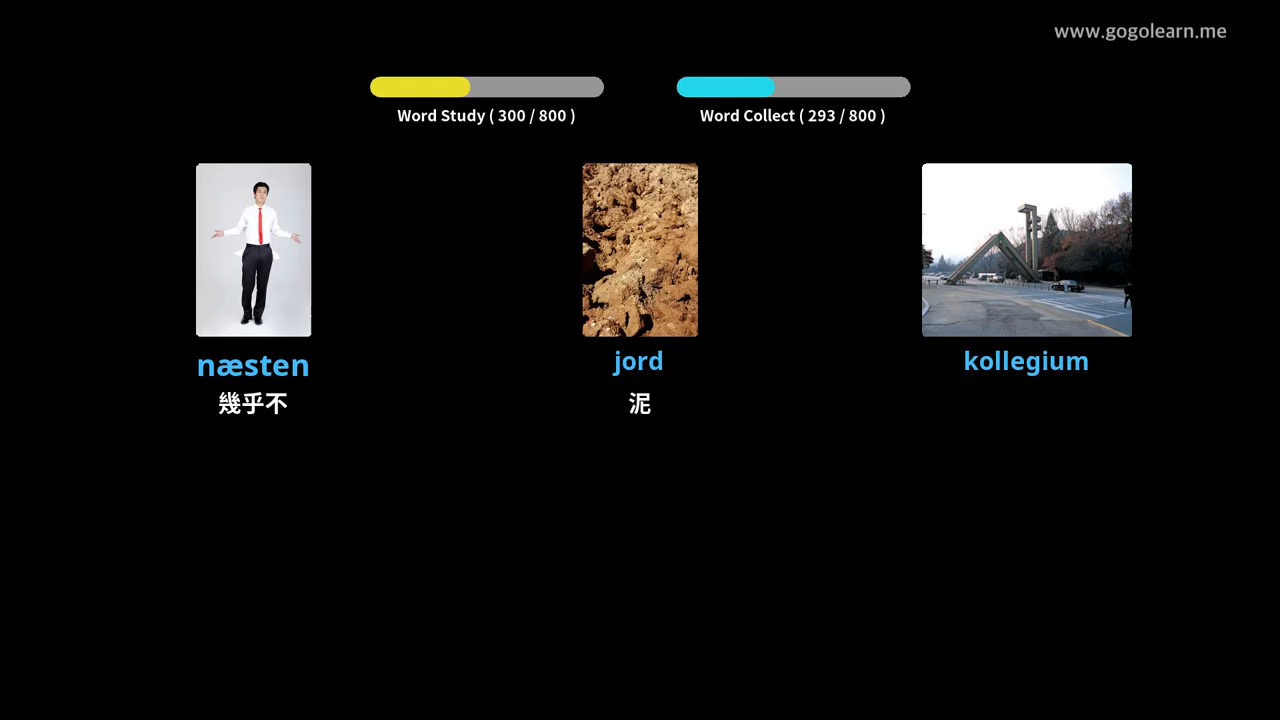 www.gogolearn.me
Word Study ( 300 / 800 )
Word Collect ( 293 / 800 )
næsten
jord
kollegium
幾乎不
泥